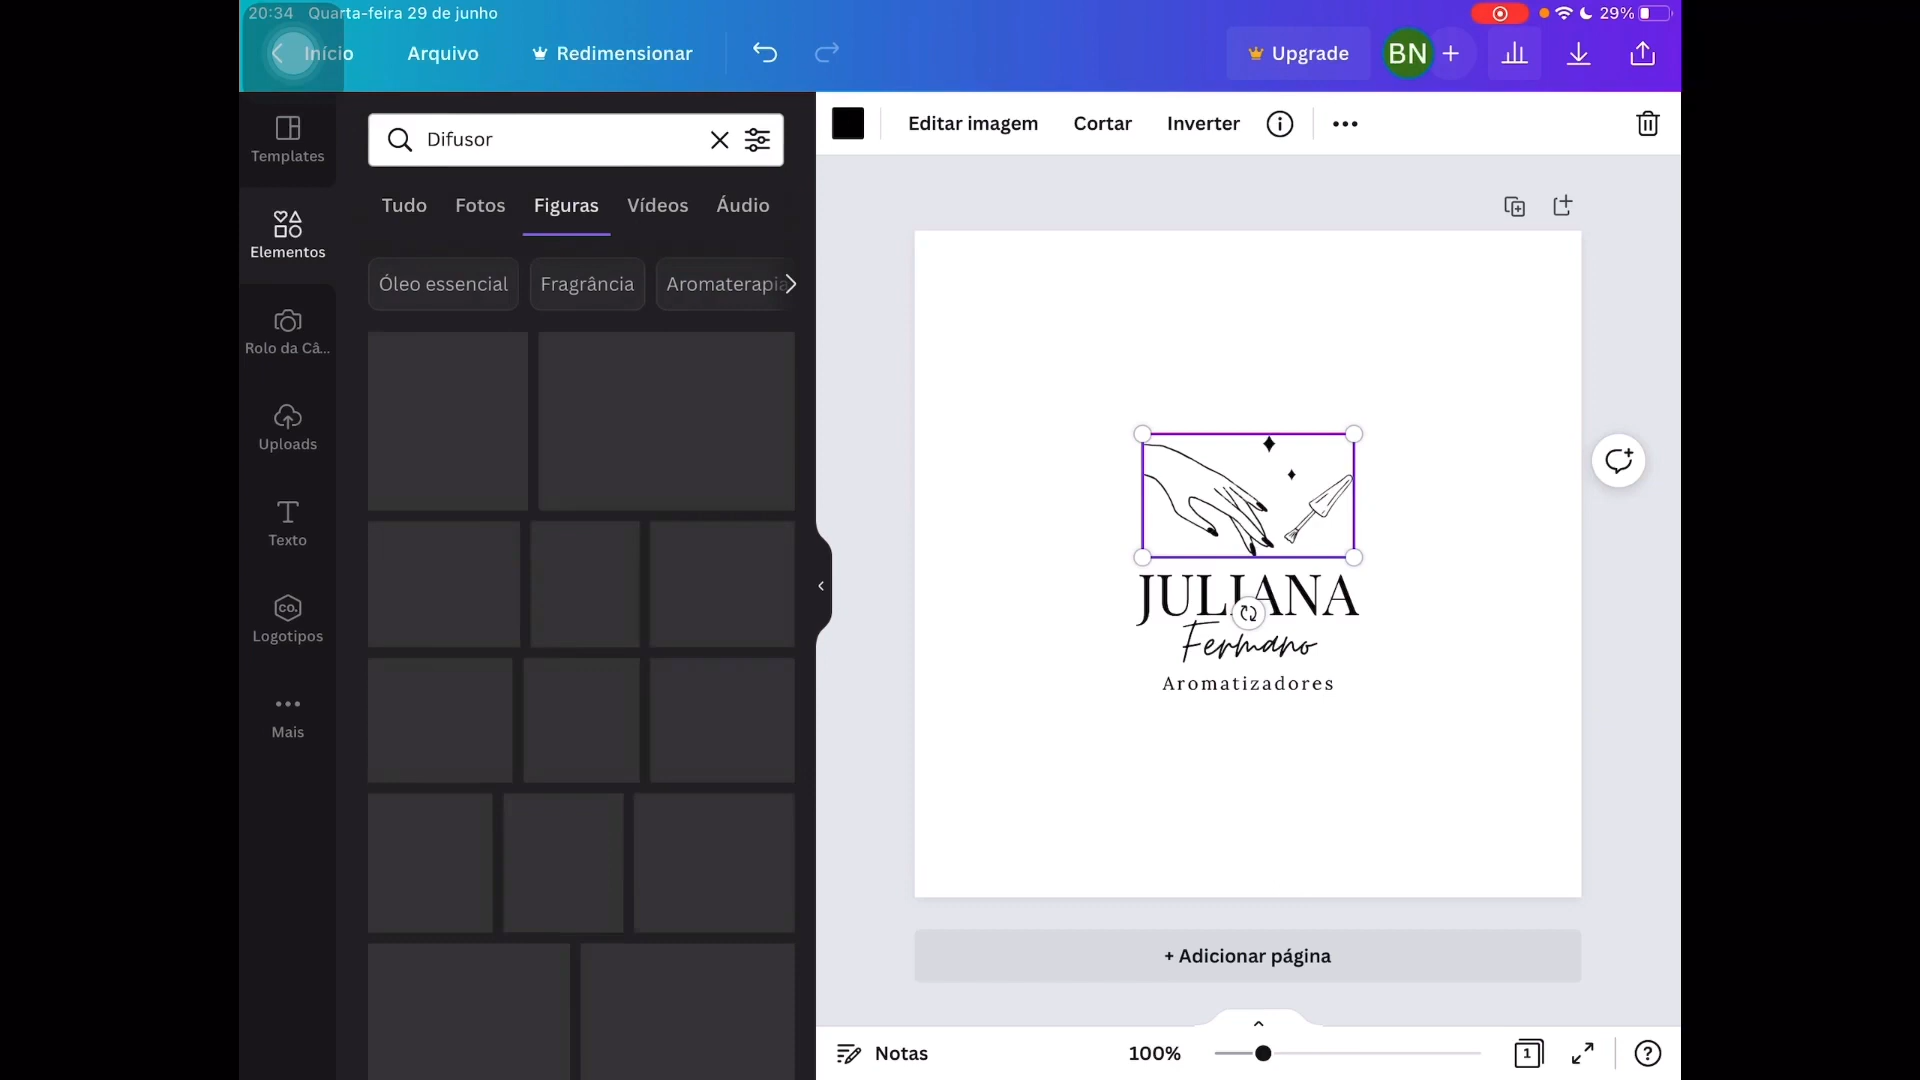 20:34 Quarta-feira 29 de junho
29%
Início
Arquivo
Redimensionar
Upgrade
BN
Templates
Elementos
Rolo da Câ...
Uploads
Texto
CO.
Logotipos
Mais
Difusor
Tudo
Fotos
Figuras
Vídeos
Áudio
Óleo essencial
Fragrância
Aromaterapia
Editar imagem
Cortar
Inverter
JULIANA
Fermano
Aromatizadores
+ Adicionar página
Notas
100%
1